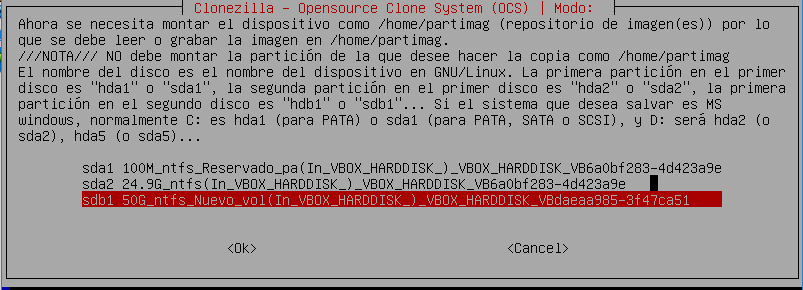 Clonezilla - Opensource Clone System (OCS) | Modo:
Ahora se necesita montar el dispositivo como /home/partimag (repositorio de imagen(es)) por lo
que se debe leer o grabar la imagen en /home/partimag.
///NOTA/// NO debe montar la partición de la que desee hacer la copia como /home/partimag
El nombre del disco es el nombre del dispositivo en GNU/Linux. La primera partición en el primer
disco es "hda1" o "sda1", la segunda partición en el primer disco es "hda2" o "sda2", la primera
partición en el segundo disco es "hdb1" o "sdb1"... Si el sistema que desea salvar es MS
windows, normalmente C: es hda1 (para PATA) o sda1 (para PATA, SATA o SCSI), y D: será hda2 (o
sda2), hda5 (o sda5)...
sda1 100M_ntfs_Reservado_pa(In_VBOX_HARDDISK_)_VBOX_HARDDISK_VB6a0bf283-4d423a9e
sda2 24.9G_ntfs(In_VBOX_HARDDISK_)_VBOX_HARDDISK_VB6a0bf283-4d423a9e
sdb1 50G_ntfs_Nuevo_vol(In_VBOX_HARDDISK_)_VBOX_HARDDISK_VBdaeaa985-3f47ca51
<Ok> <Cancel>